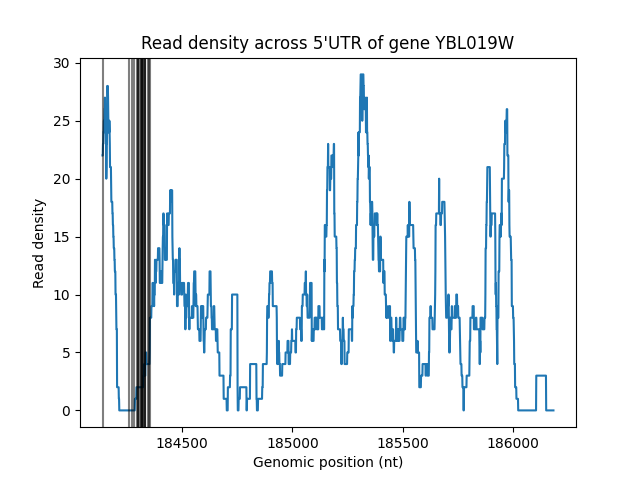 Read density across 5'UTR of gene YBL019W
30
25
20
15
10
5
0
Read density
184500 185000 185500 186000
Genomic position (nt)